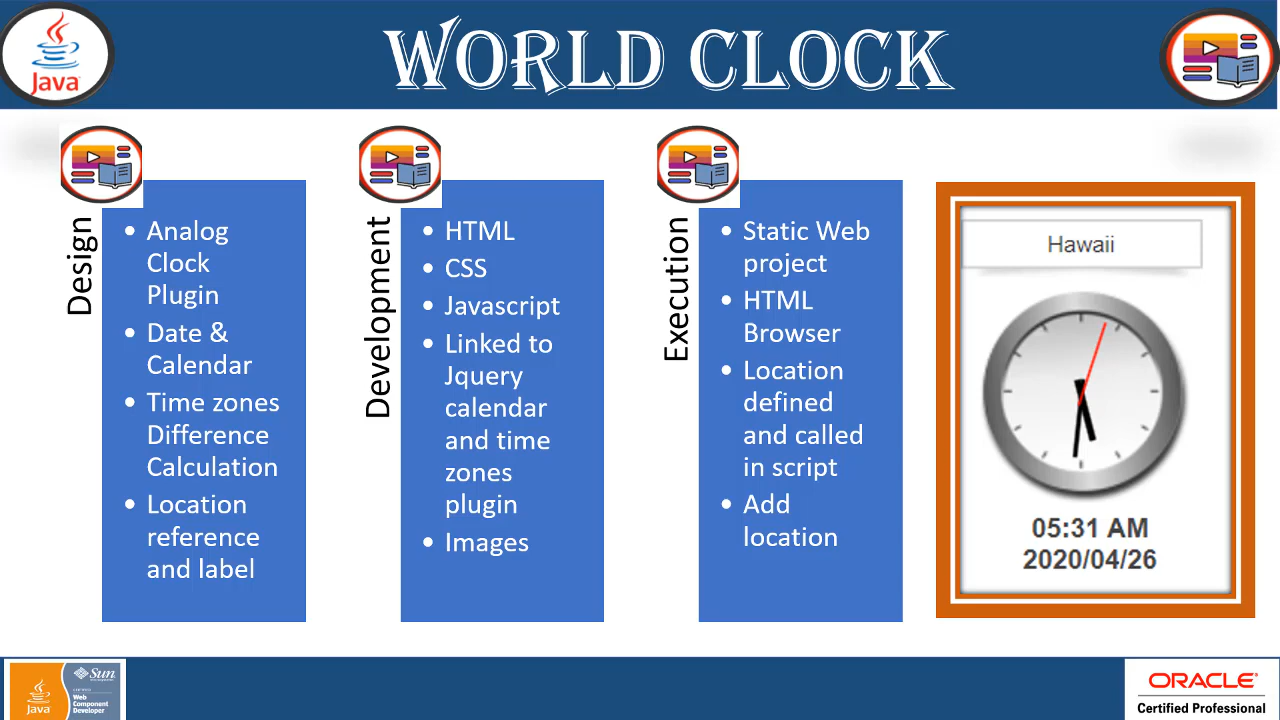 WORLD CLOCK
Java
Design
• Analog
Clock
Plugin
• Date &
Calendar
• Time zones
Difference
Calculation
• Location
reference
and label
Development
• HTML
• CSS
• Javascript
• Linked to
Jquery
calendar
and time
zones
plugin
• Images
Execution
• Static Web
project
• HTML
Browser
• Location
defined
and called
in script
• Add
location
Hawaii
05:31 AM
2020/04/26
Java
Sun
Web
Component
Developer
ORACLE
Certified Professional